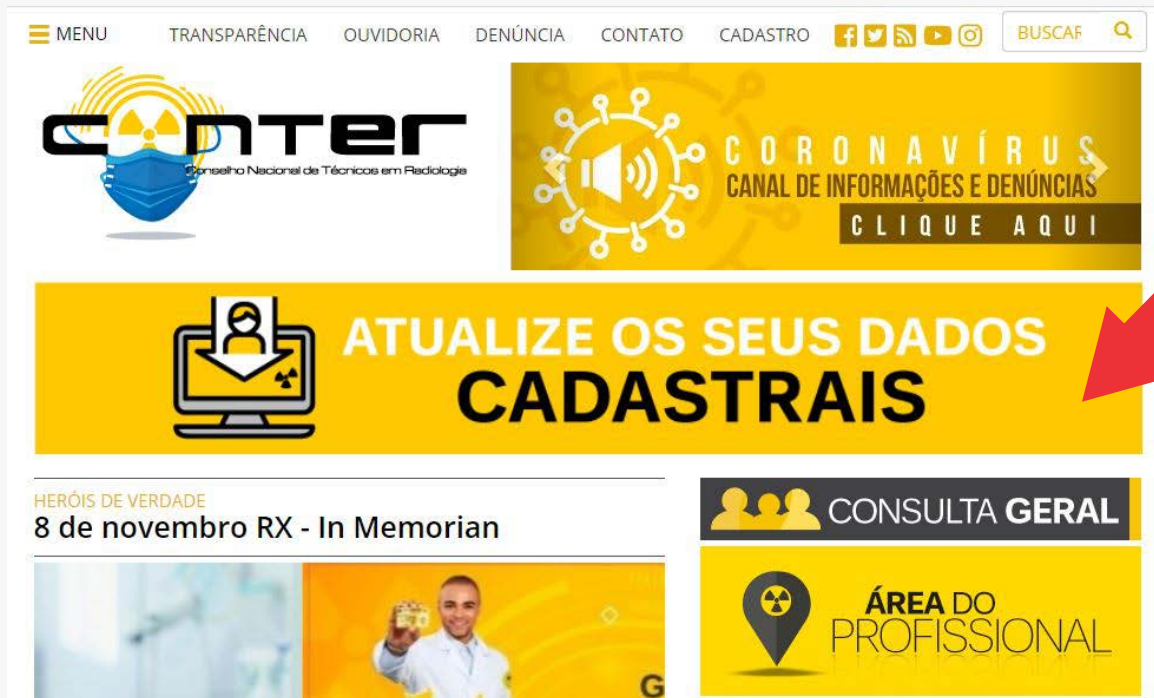 MENU TRANSPARÊNCIA OUVIDORIA DENÚNCIA CONTATO CADASTRO BUSCAR
conter
Conselho Nacional de Técnicos em Radiologia
CORONAVÍRUS
CANAL DE INFORMAÇÕES E DENÚNCIAS
CLIQUE AQUI
ATUALIZE OS SEUS DADOS
CADASTRAIS
HERÓIS DE VERDADE
8 de novembro RX - In Memorian
CONSULTA GERAL
ÁREA DO
PROFISSIONAL
G